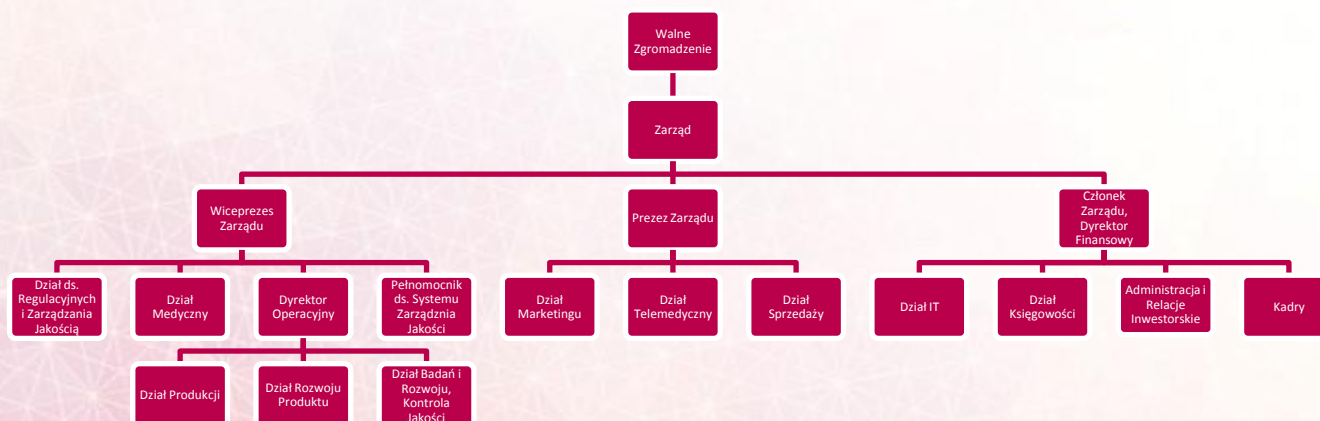 Walne
Zgromadzenie
Zarząd
Wiceprezes
Zarządu
Prezez Zarządu
Członek
Zarządu,
Dyrektor
Finansowy
Dział ds.
Regulacyjnych
i Zarządzania
Jakością
Dział
Medyczny
Dyrektor
Operacyjny
Pełnomocnik
ds. Systemu
Zarządznia
Jakości
Dział
Marketingu
Dział
Telemedyczny
Dział
Sprzedaży
Dział IT
Dział
Księgowości
Administracja i
Relacje
Inwestorskie
Kadry
Dział Produkcji
Dział Rozwoju
Produktu
Dział Badań i
Rozwoju,
Kontrola
Jakości